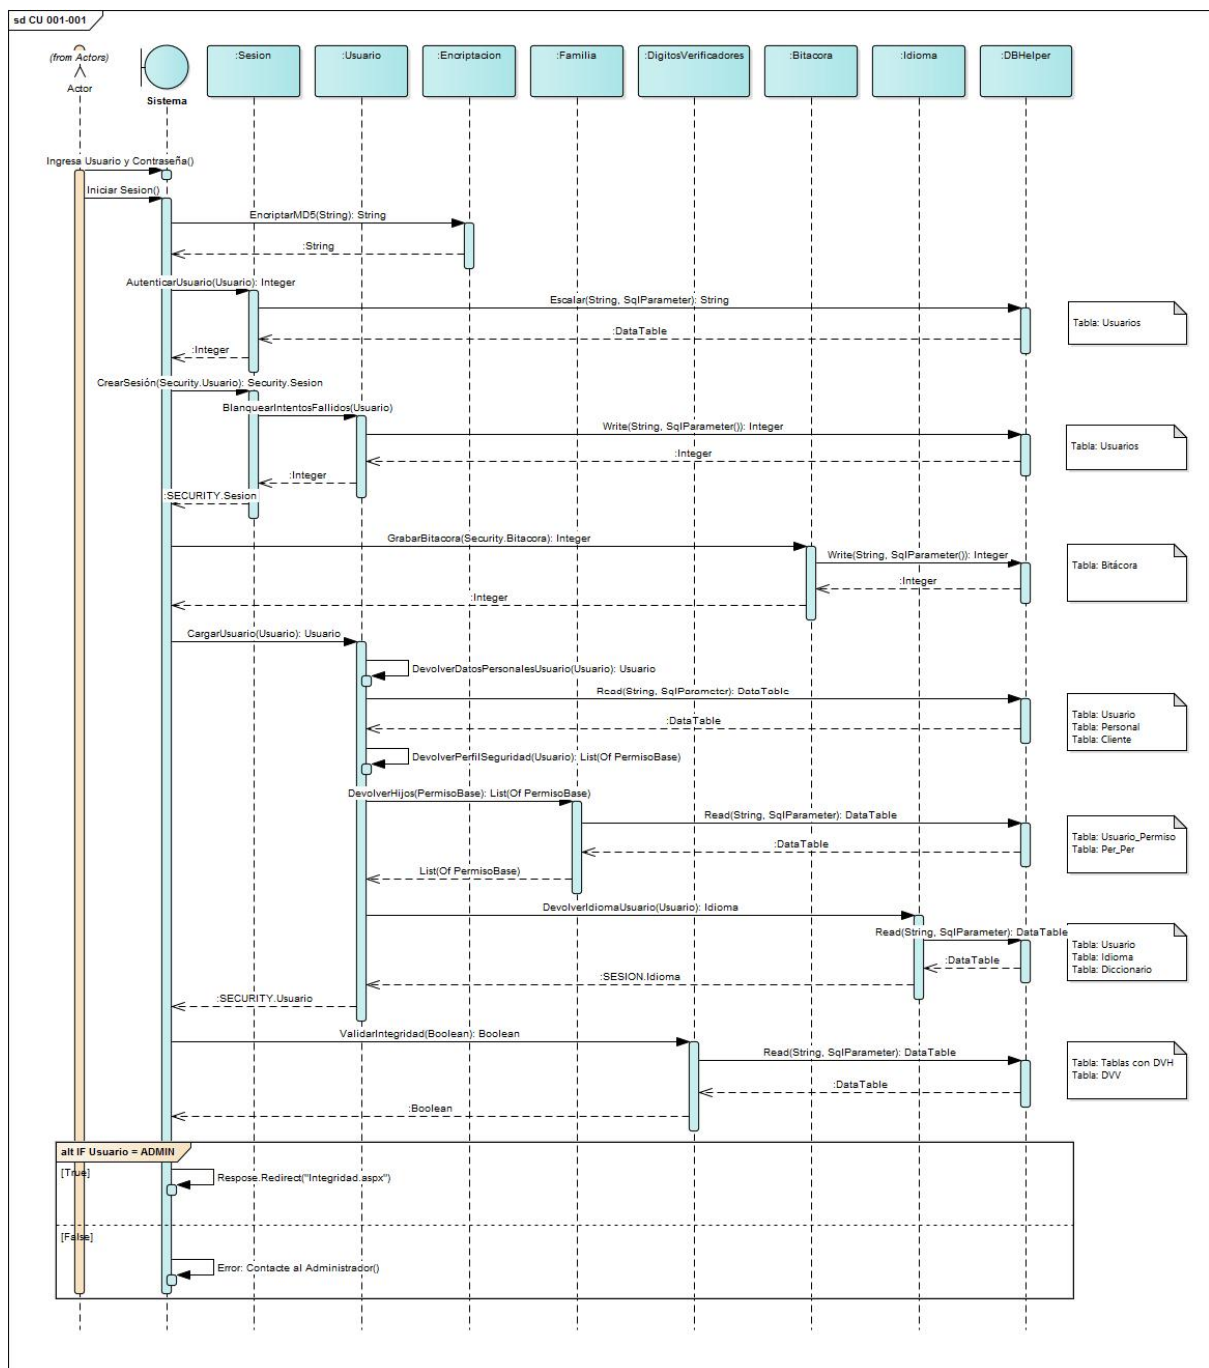 sd CU 001-001
(from Actors)
Actor
Sistema
:Sesion
:Usuario
:Encriptacion
:Familia
:DigitosVerificadores
:Bitacora
:Idioma
:DBHelper
Ingresa Usuario y Contraseña()
Iniciar Sesion()
EncriptarMD5(String): String
:String
AutenticarUsuario(Usuario): Integer
Escalar(String, SqlParameter): String
Tabla: Usuarios
:DataTable
:Integer
CrearSesión(Security.Usuario): Security.Sesion
BlanquearIntentosFallidos(Usuario)
Write(String, SqlParameter()): Integer
Tabla: Usuarios
:Integer
:Integer
:SECURITY.Sesion
GrabarBitacora(Security.Bitacora): Integer
Write(String, SqlParameter()): Integer
Tabla: Bitácora
:Integer
:Integer
CargarUsuario(Usuario): Usuario
DevolverDatosPersonalesUsuario(Usuario): Usuario
Read(String, SqlParameter): DataTable
:DataTable
Tabla: Usuario
Tabla: Personal
Tabla: Cliente
DevolverPerfilSeguridad(Usuario): List(Of PermisoBase)
DevolverHijos(PermisoBase): List(Of PermisoBase)
Read(String, SqlParameter): DataTable
:DataTable
Tabla: Usuario_Permiso
Tabla: Per_Per
List(Of PermisoBase)
DevolverIdiomaUsuario(Usuario): Idioma
Read(String, SqlParameter): DataTable
:DataTable
Tabla: Usuario
Tabla: Idioma
Tabla: Diccionario
:SESION.Idioma
:SECURITY.Usuario
ValidarIntegridad(Boolean): Boolean
Read(String, SqlParameter): DataTable
:DataTable
Tabla: Tablas con DVH
Tabla: DVV
:Boolean
alt IF Usuario = ADMIN
[True]
Respose.Redirect("Integridad.aspx")
[False]
Error: Contacte al Administrador()